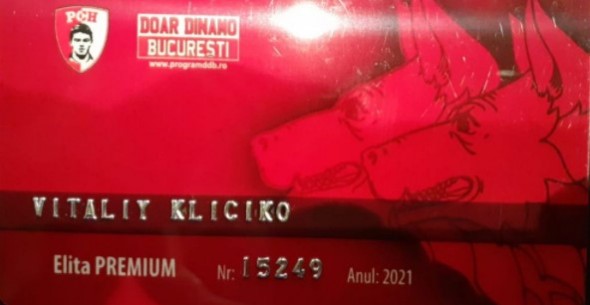 PCH
DOAR DINAMO
BUCUREȘTI
www.programddb.ro
VITALIY KLICIKO
Elita PREMIUM
Nr: 15249
Anul: 2021